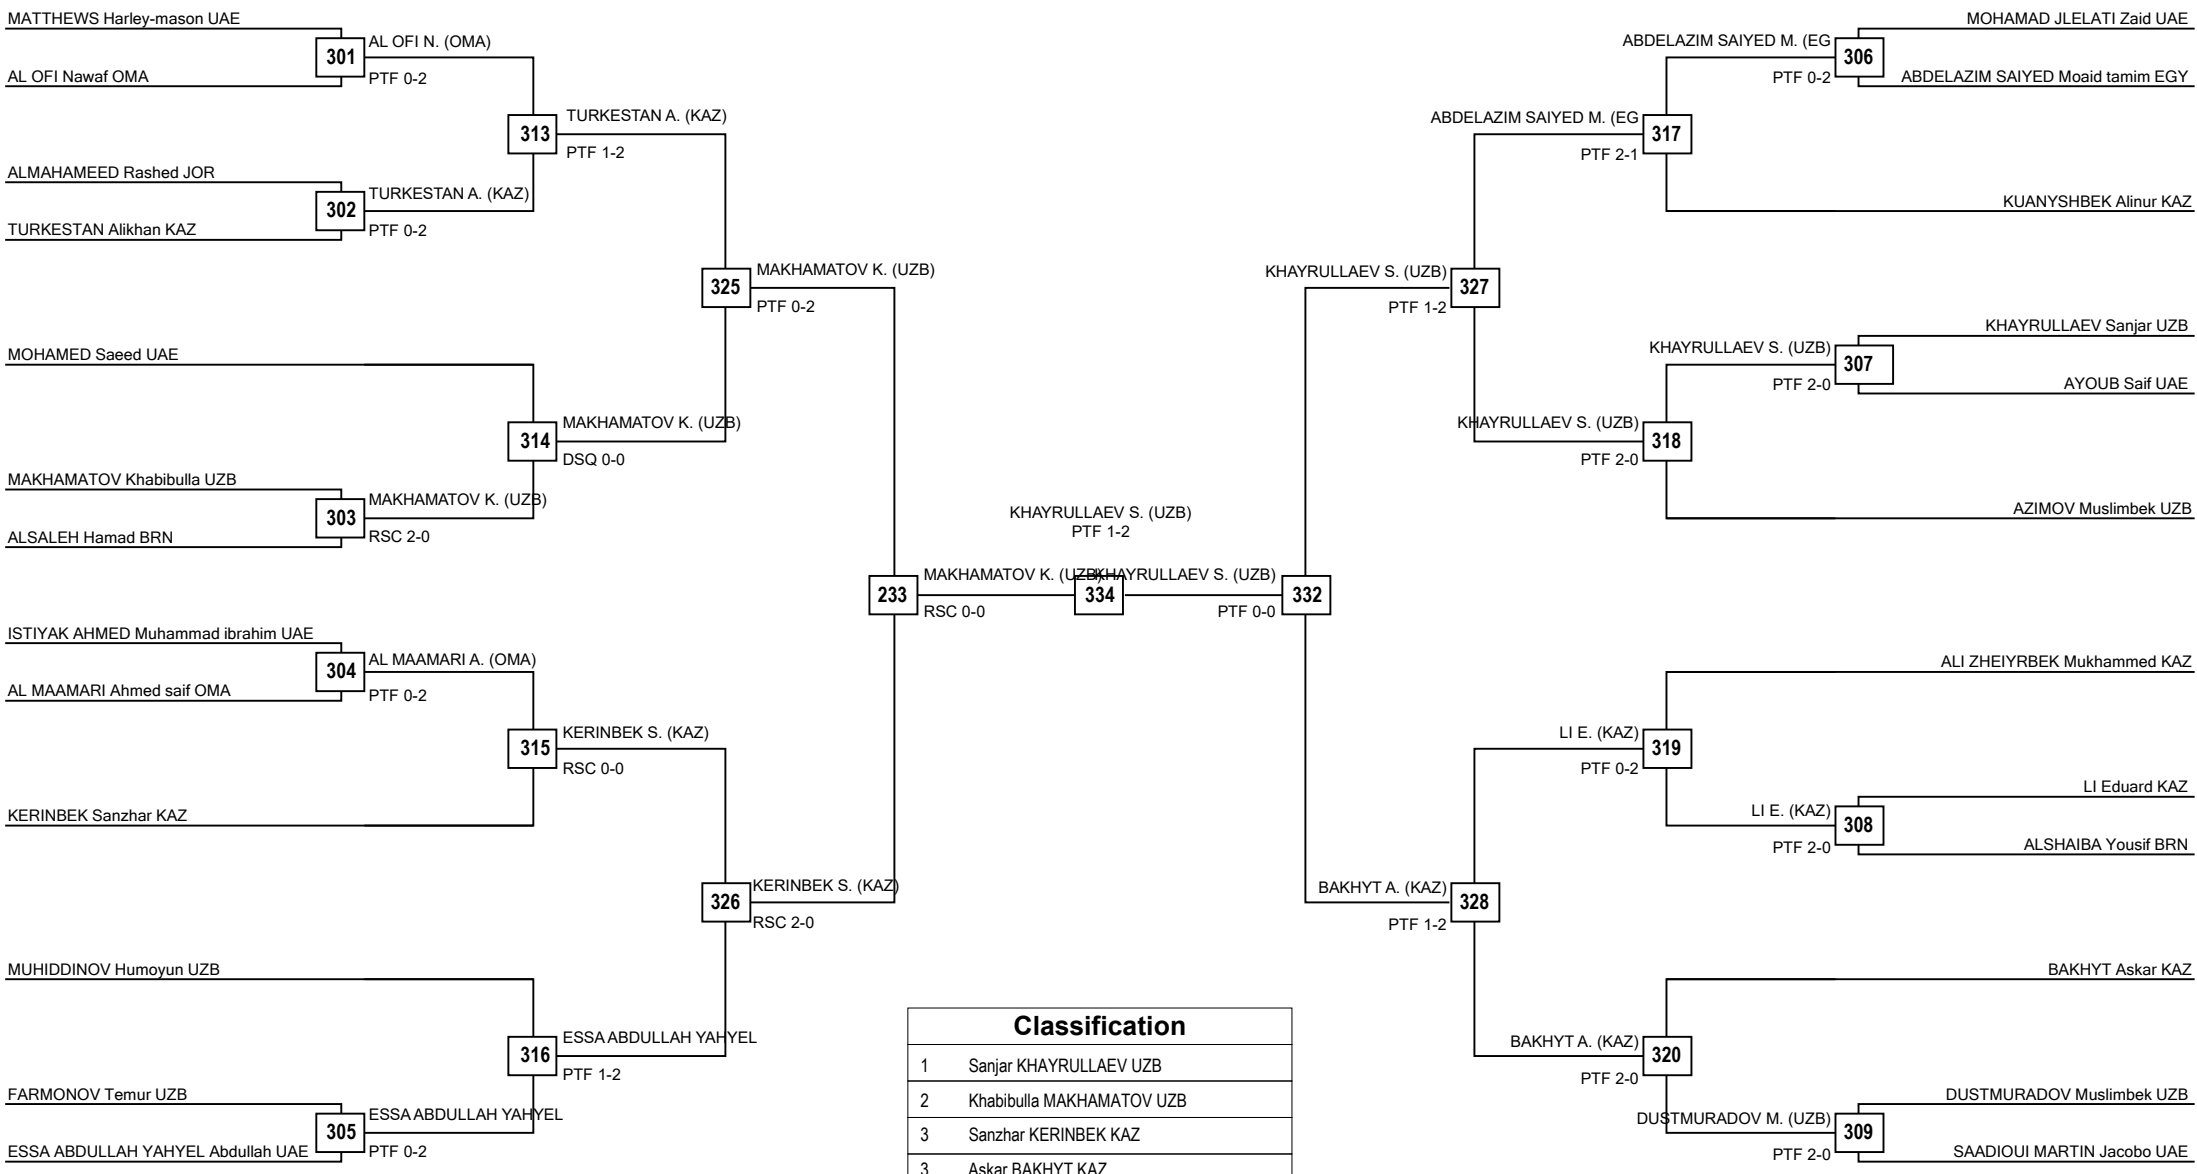 MATTHEWS Harley-mason UAE
301
AL OFI N. (OMA)
AL OFI Nawaf OMA
PTF 0-2
313
TURKESTAN A. (KAZ)
PTF 1-2
ALMAHAMEED Rashed JOR
302
TURKESTAN A. (KAZ)
TURKESTAN Alikhan KAZ
PTF 0-2
325
MAKHAMATOV K. (UZB)
PTF 0-2
MOHAMED Saeed UAE
314
MAKHAMATOV K. (UZB)
DSQ 0-0
MAKHAMATOV Khabibulla UZB
303
MAKHAMATOV K. (UZB)
ALSALEH Hamad BRN
RSC 2-0
233
MAKHAMATOV K. (UZB)
RSC 0-0
ISTIYAK AHMED Muhammad ibrahim UAE
304
AL MAAMARI A. (OMA)
AL MAAMARI Ahmed saif OMA
PTF 0-2
315
KERINBEK S. (KAZ)
RSC 0-0
KERINBEK Sanzhar KAZ
326
KERINBEK S. (KAZ)
RSC 2-0
MUHIDDINOV Humoyun UZB
316
ESSA ABDULLAH YAHYEL
PTF 1-2
FARMONOV Temur UZB
305
ESSA ABDULLAH YAHYEL
ESSA ABDULLAH YAHYEL Abdullah UAE
PTF 0-2
KHAYRULLAEV S. (UZB)
PTF 1-2
334
KHAYRULLAEV S. (UZB)
PTF 0-0
332
MOHAMAD JLELATI Zaid UAE
ABDELAZIM SAIYED M. (EG
306
PTF 0-2
ABDELAZIM SAIYED Moaid tamim EGY
ABDELAZIM SAIYED M. (EG
317
PTF 2-1
KUANYSHBEK Alinur KAZ
KHAYRULLAEV S. (UZB)
327
PTF 1-2
KHAYRULLAEV Sanjar UZB
KHAYRULLAEV S. (UZB)
307
PTF 2-0
AYOUB Saif UAE
KHAYRULLAEV S. (UZB)
318
PTF 2-0
AZIMOV Muslimbek UZB
ALI ZHEIYRBEK Mukhammed KAZ
LI E. (KAZ)
319
PTF 0-2
LI Eduard KAZ
LI E. (KAZ)
308
PTF 2-0
ALSHAIBA Yousif BRN
BAKHYT A. (KAZ)
328
PTF 1-2
BAKHYT Askar KAZ
BAKHYT A. (KAZ)
320
PTF 2-0
DUSTMURADOV Muslimbek UZB
DUSTMURADOV M. (UZB)
309
PTF 2-0
SAADIOUI MARTIN Jacobo UAE
Classification
1 Sanjar KHAYRULLAEV UZB
2 Khabibulla MAKHAMATOV UZB
3 Sanzhar KERINBEK KAZ
3 Askar BAKHYT KAZ